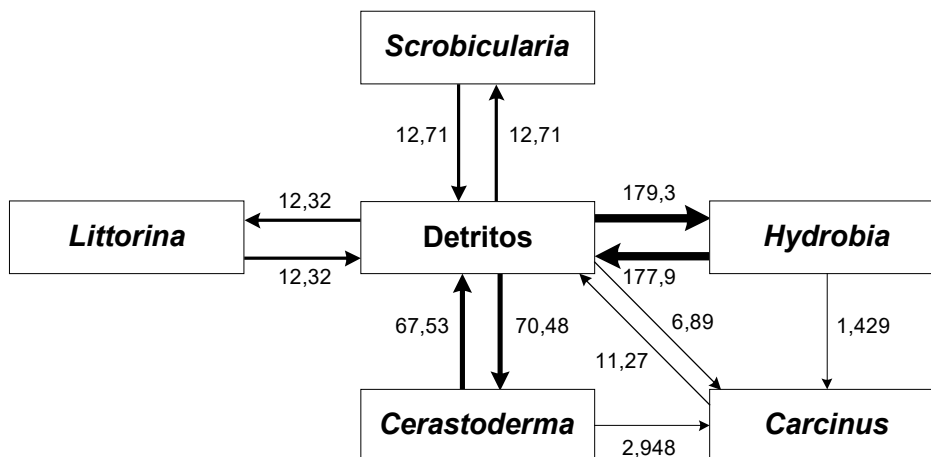 Scrobicularia
12,71
12,71
12,32
179,3
Littorina
Detritos
Hydrobia
12,32
177,9
67,53
70,48
6,89
1,429
11,27
Cerastoderma
Carcinus
2,948